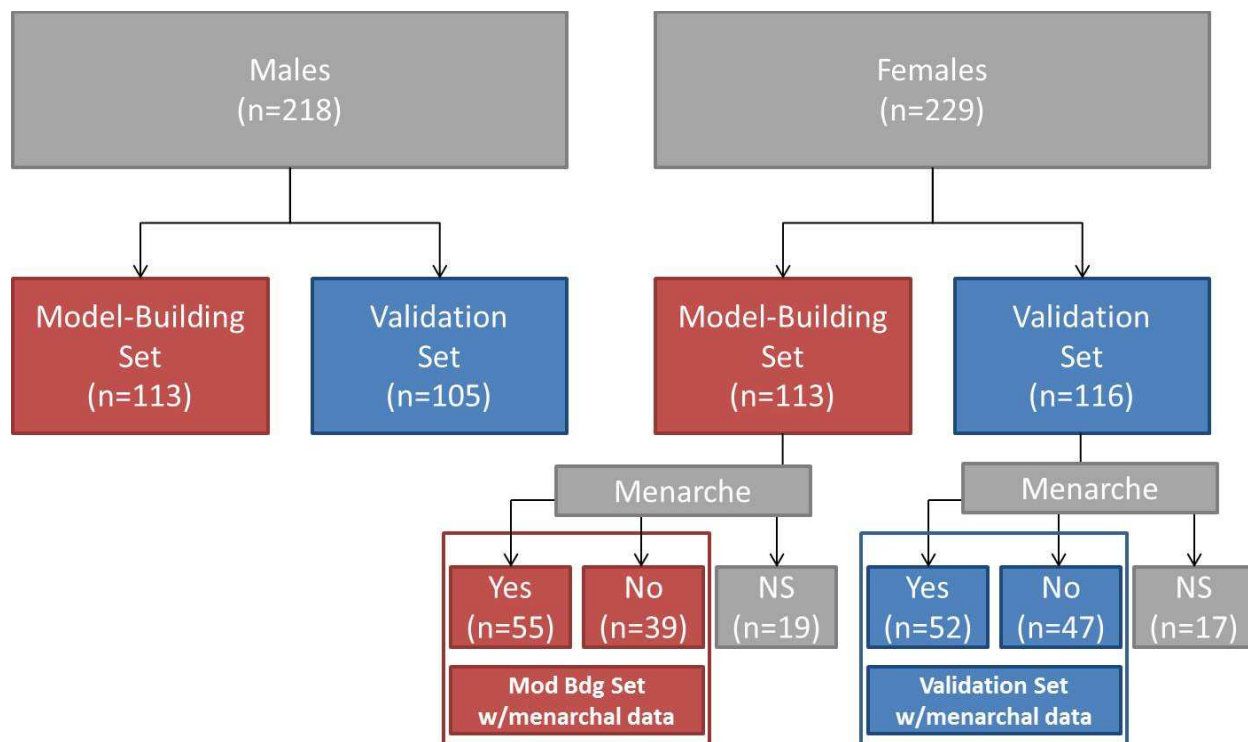 Males
(n=218)
Females
(n=229)
Model-Building
Set
(n=113)
Validation
Set
(n=105)
Model-Building
Set
(n=113)
Validation
Set
(n=116)
Menarche
Menarche
Yes
(n=55)
No
(n=39)
NS
(n=19)
Yes
(n=52)
No
(n=47)
NS
(n=17)
Mod Bdg Set
w/menarchal data
Validation Set
w/menarchal data